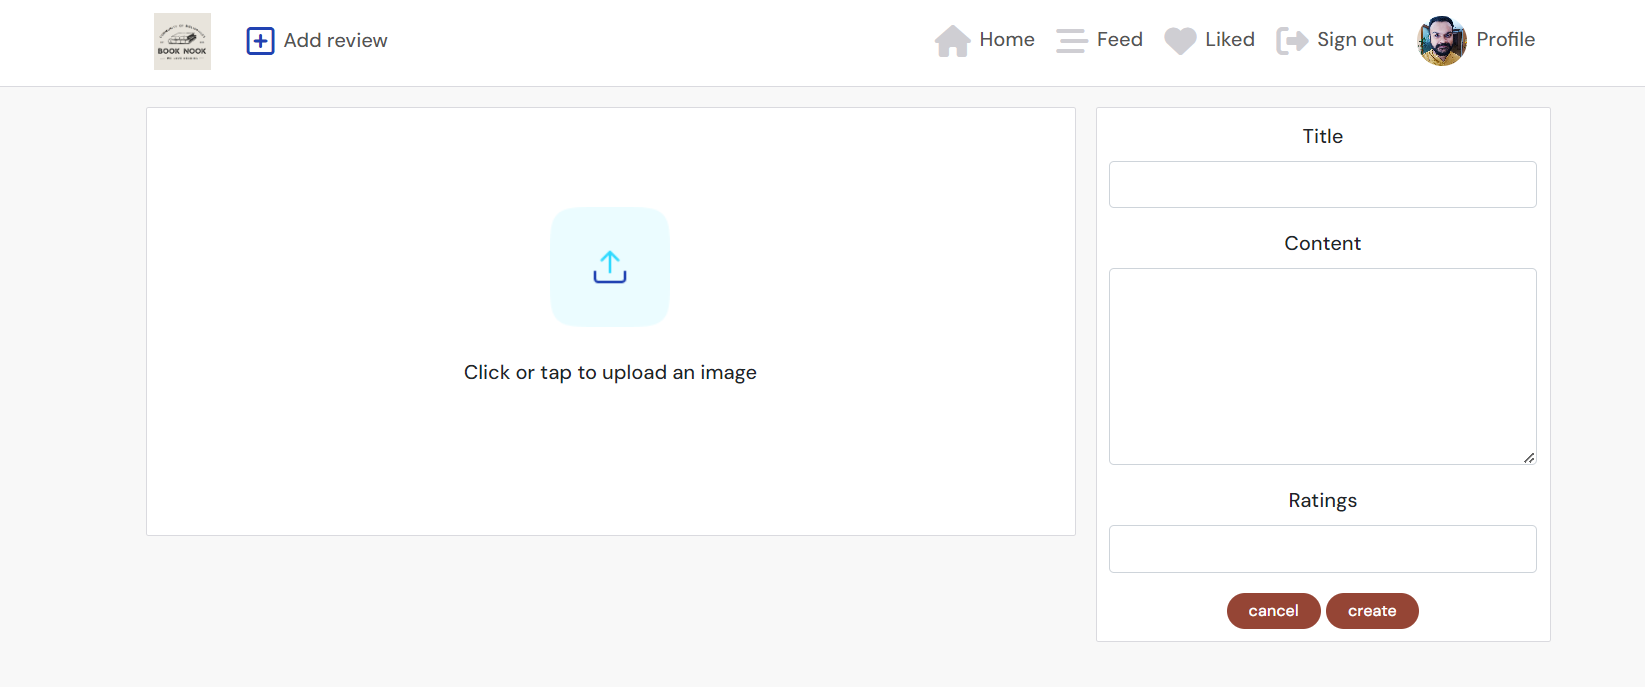 BOOK NOOK
Add review
Home
Feed
Liked
Sign out
Profile
Click or tap to upload an image
Title
Content
Ratings
cancel
create